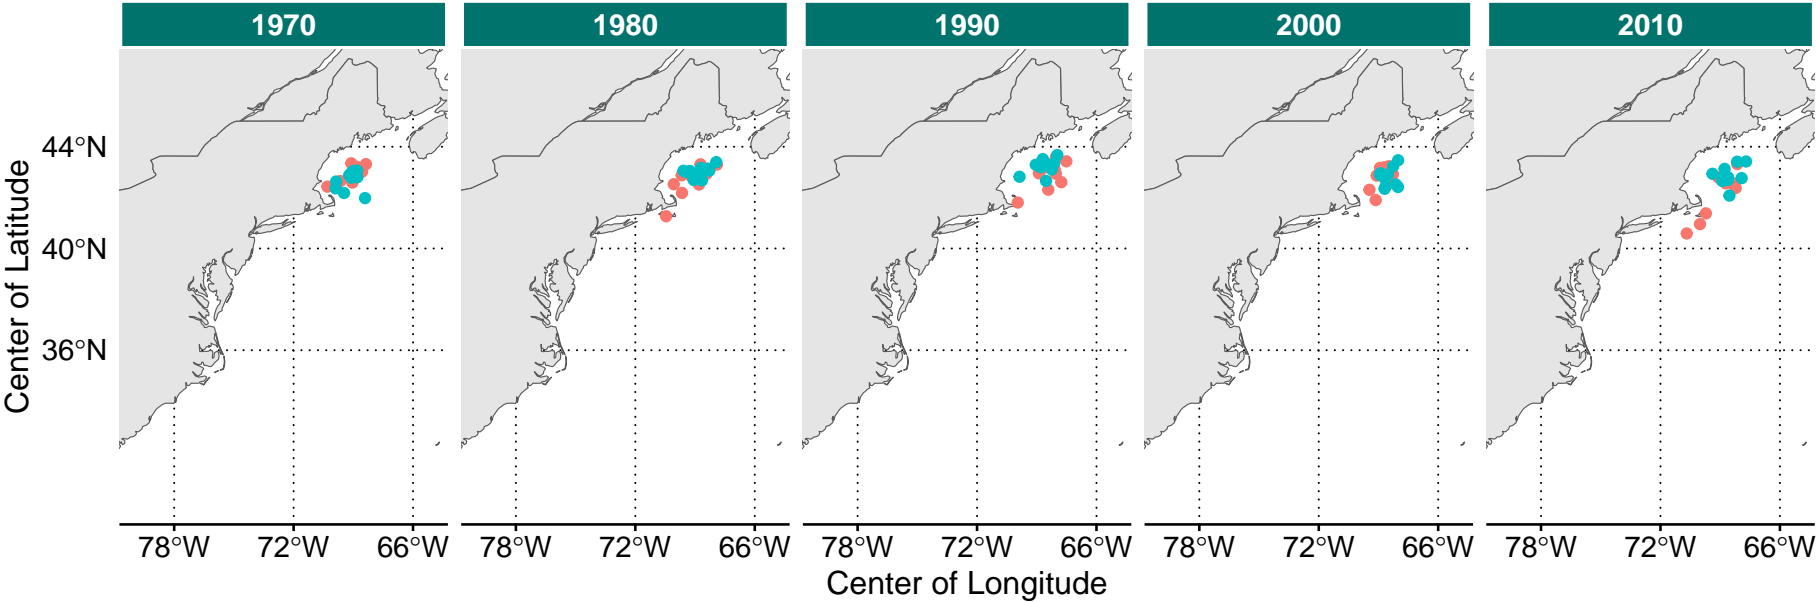 1970 1980 1990 2000 2010
44°N
40°N
36°N
Center of Latitude
78°W 72°W 66°W 78°W 72°W 66°W 78°W 72°W 66°W 78°W 72°W 66°W 78°W 72°W 66°W
Center of Longitude